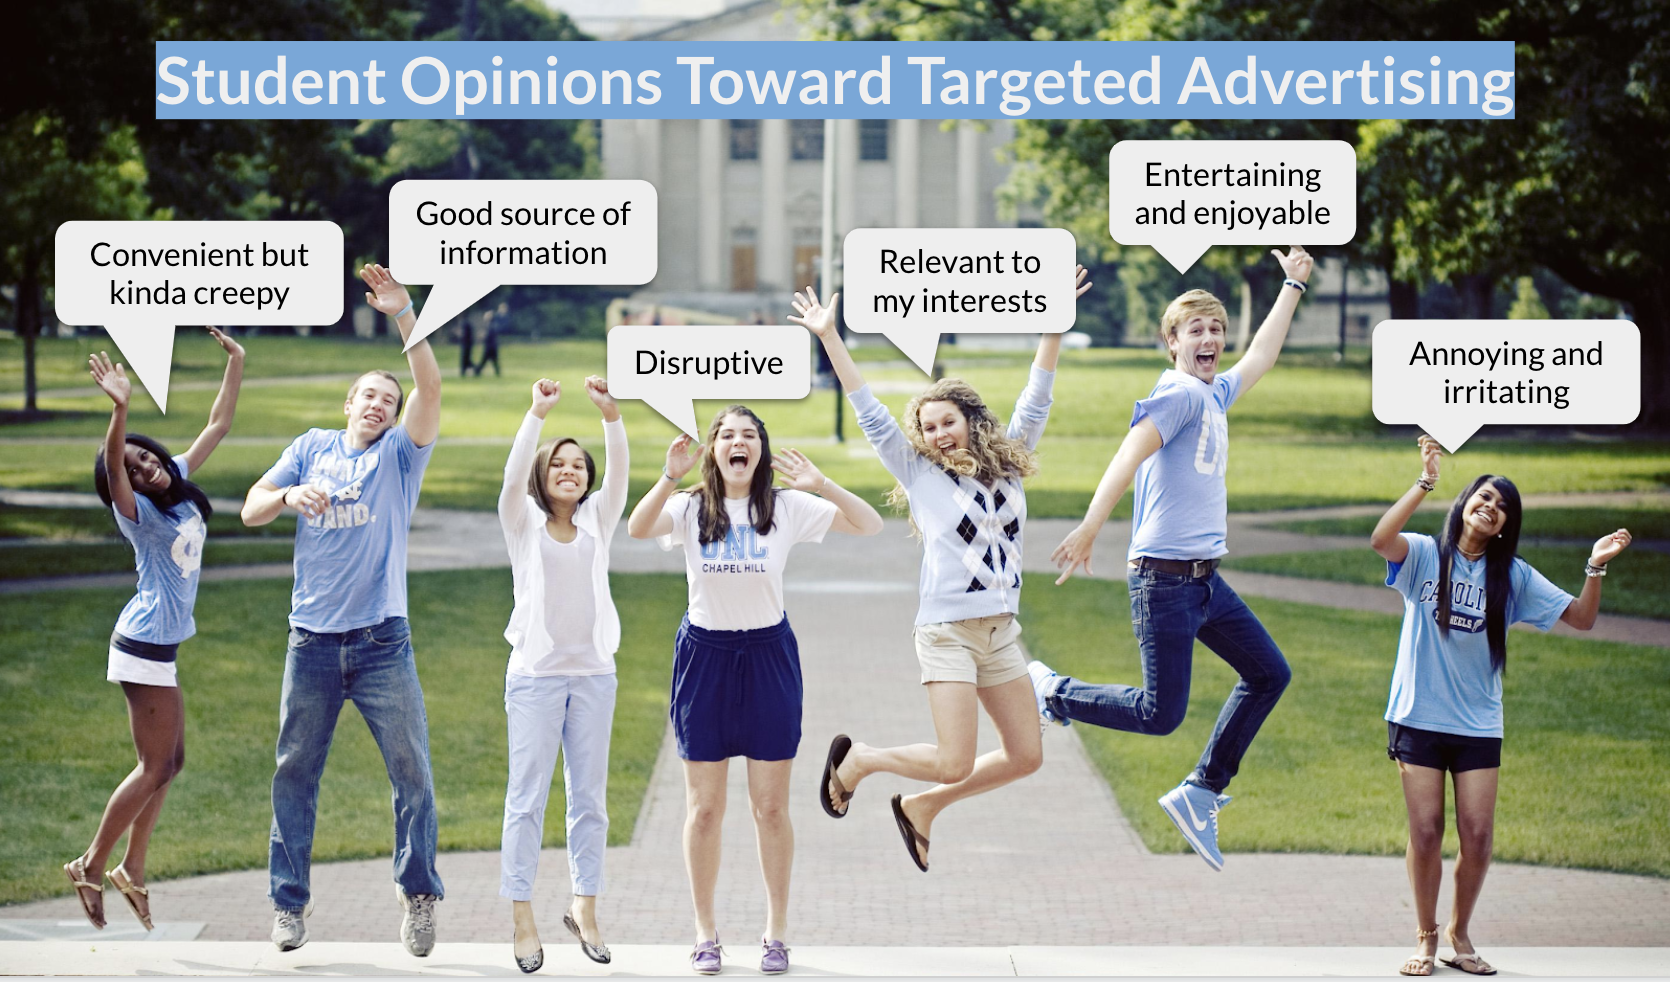 Student Opinions Toward Targeted Advertising
Convenient but
kinda creepy
Good source of
information
Disruptive
Relevant to
my interests
Entertaining
and enjoyable
Annoying and
irritating
UNC
CHAPEL HILL